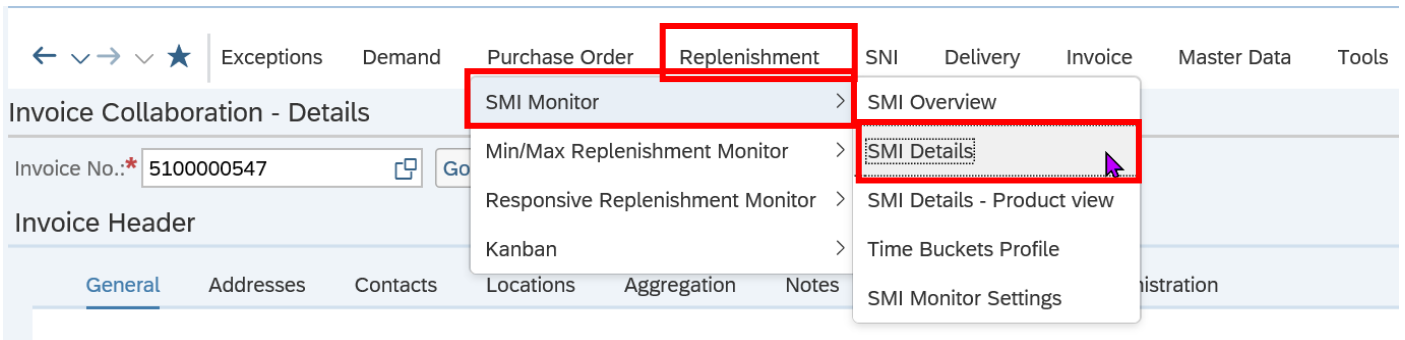 Exceptions Demand Purchase Order Replenishment SNI Delivery Invoice Master Data Tools
Invoice Collaboration - Details
SMI Monitor
SMI Overview
Invoice No.:* 5100000547 Go
Min/Max Replenishment Monitor
SMI Details
Responsive Replenishment Monitor
SMI Details - Product view
Invoice Header
Kanban
Time Buckets Profile
General Addresses Contacts Locations Aggregation Notes
SMI Monitor Settings